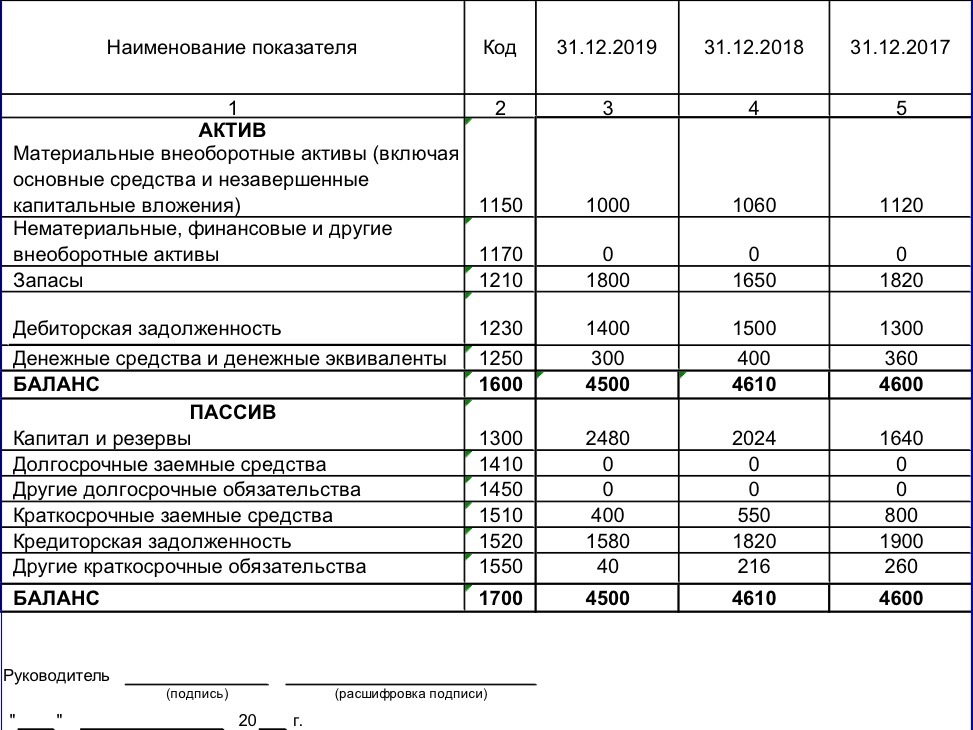 Наименование показателя Код 31.12.2019 31.12.2018 31.12.2017
1 2 3 4 5
АКТИВ
Материальные внеоборотные активы (включая
основные средства и незавершенные
капитальные вложения) 1150 1000 1060 1120
Нематериальные, финансовые и другие
внеоборотные активы 1170 0 0 0
Запасы 1210 1800 1650 1820
Дебиторская задолженность 1230 1400 1500 1300
Денежные средства и денежные эквиваленты 1250 300 400 360
БАЛАНС 1600 4500 4610 4600
ПАССИВ
Капитал и резервы 1300 2480 2024 1640
Долгосрочные заемные средства 1410 0 0 0
Другие долгосрочные обязательства 1450 0 0 0
Краткосрочные заемные средства 1510 400 550 800
Кредиторская задолженность 1520 1580 1820 1900
Другие краткосрочные обязательства 1550 40 216 260
БАЛАНС 1700 4500 4610 4600
Руководитель
(подпись) (расшифровка подписи)
"____" ____________ 20___ г.